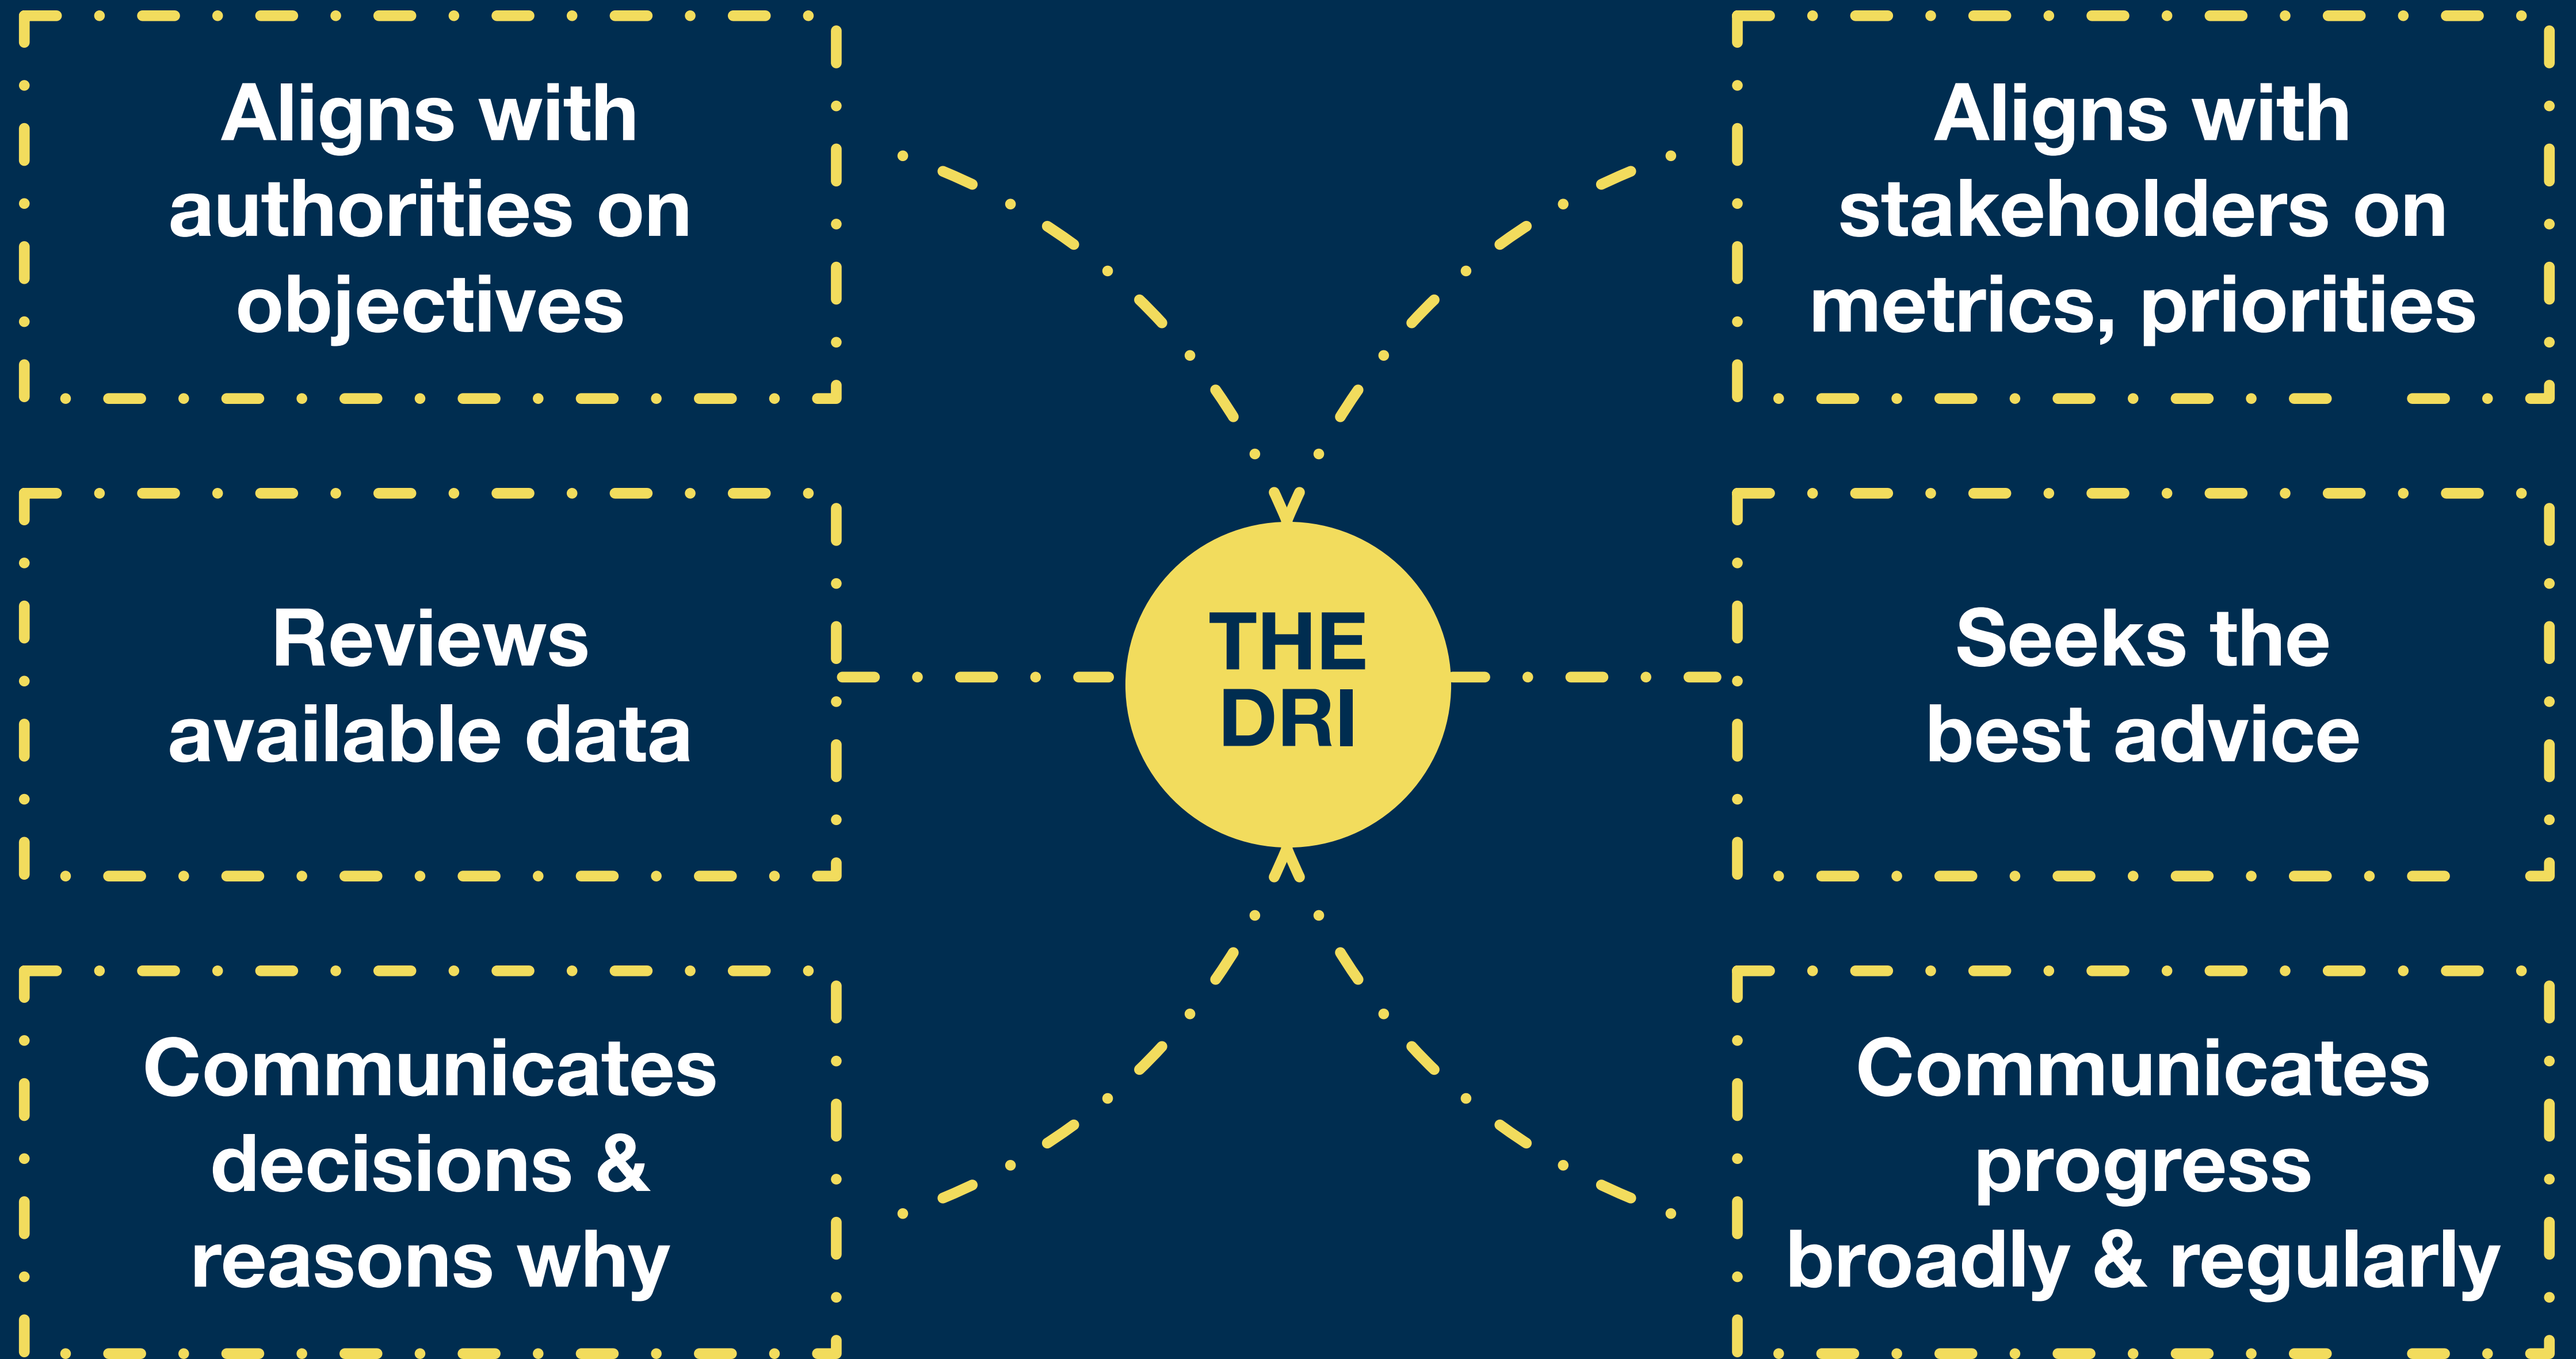 Aligns with
authorities on
objectives
Aligns with
stakeholders on
metrics, priorities
Reviews
available data
THE
DRI
Seeks the
best advice
Communicates
decisions &
reasons why
Communicates
progress
broadly & regularly